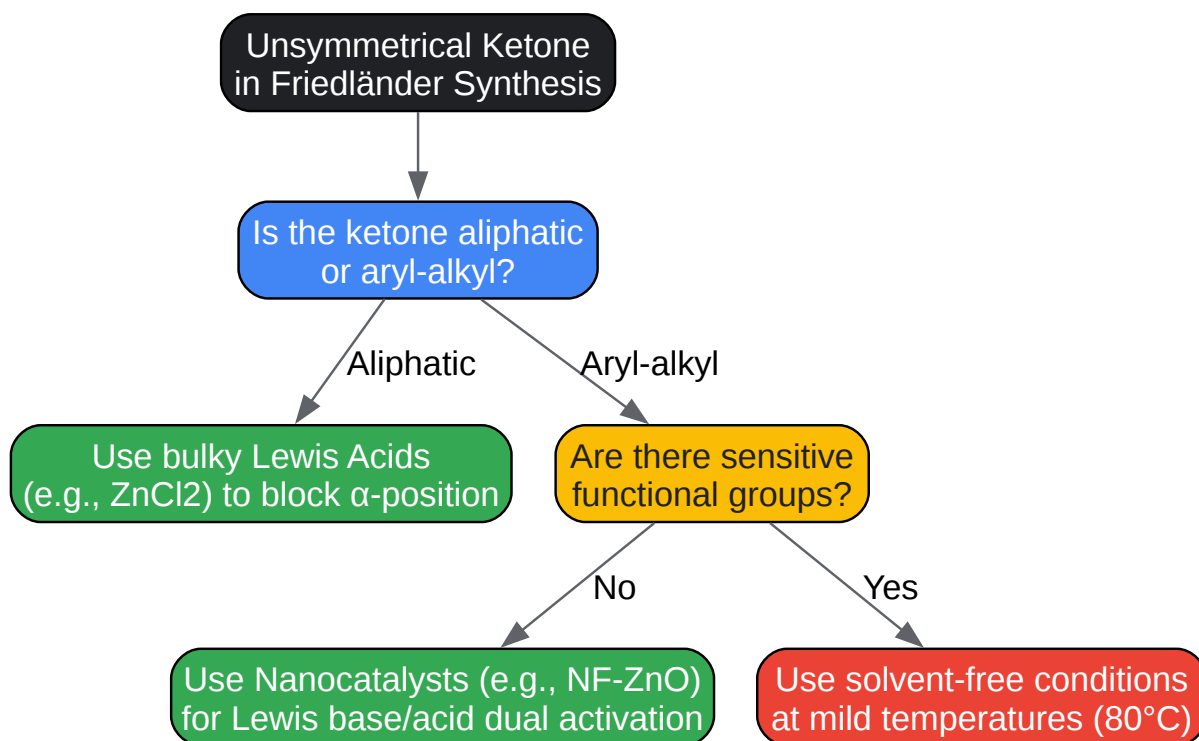 Unsymmetrical Ketone
in Friedländer Synthesis
Is the ketone aliphatic
or aryl-alkyl?
Aliphatic
Aryl-alkyl
Use bulky Lewis Acids
(e.g., ZnCl2) to block α-position
Are there sensitive
functional groups?
No
Yes
Use Nanocatalysts (e.g., NF-ZnO)
for Lewis base/acid dual activation
Use solvent-free conditions
at mild temperatures (80°C)